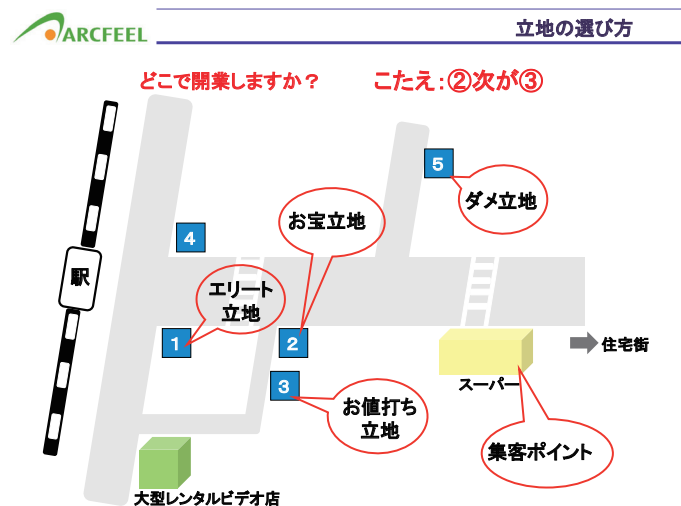 ARCFEEL
立地の選び方
どこで開業しますか？
こたえ：②次が③
5
ダメ立地
お宝立地
4
駅
エリート
立地
1
2
住宅街
スーパー
3
お値打ち
立地
集客ポイント
大型レンタルビデオ店